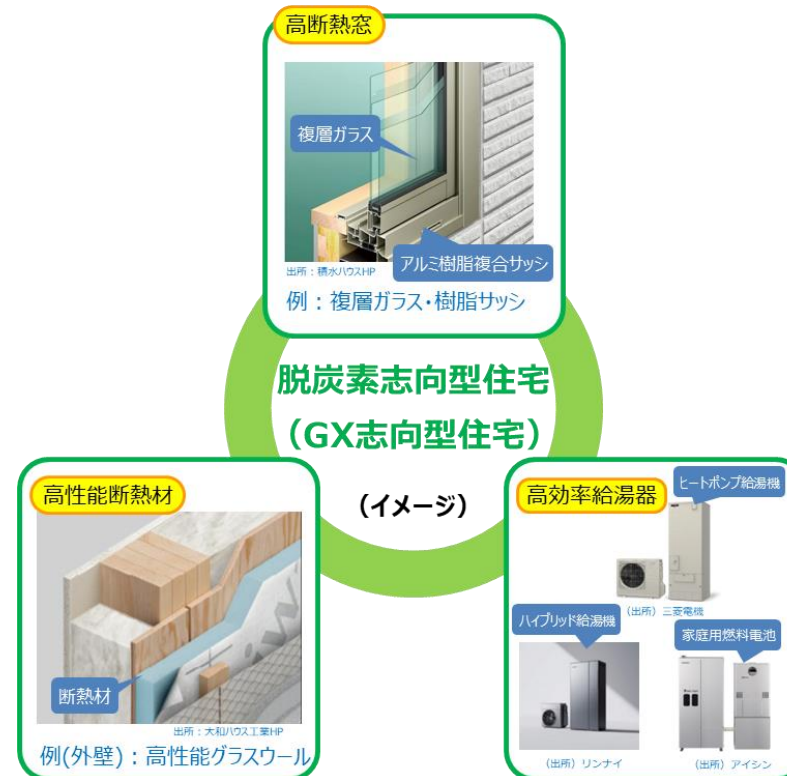 高断熱窓
複層ガラス
アルミ樹脂複合サッシ
出所：積水ハウスHP
例：複層ガラス・樹脂サッシ
脱炭素志向型住宅
（GX志向型住宅）
（イメージ）
高性能断熱材
断熱材
出所：大和ハウス工業HP
例(外壁)：高性能グラスウール
高効率給湯器
ヒートポンプ給湯機
（出所）三菱電機
ハイブリッド給湯機
（出所）リンナイ
家庭用燃料電池
（出所）アイシン